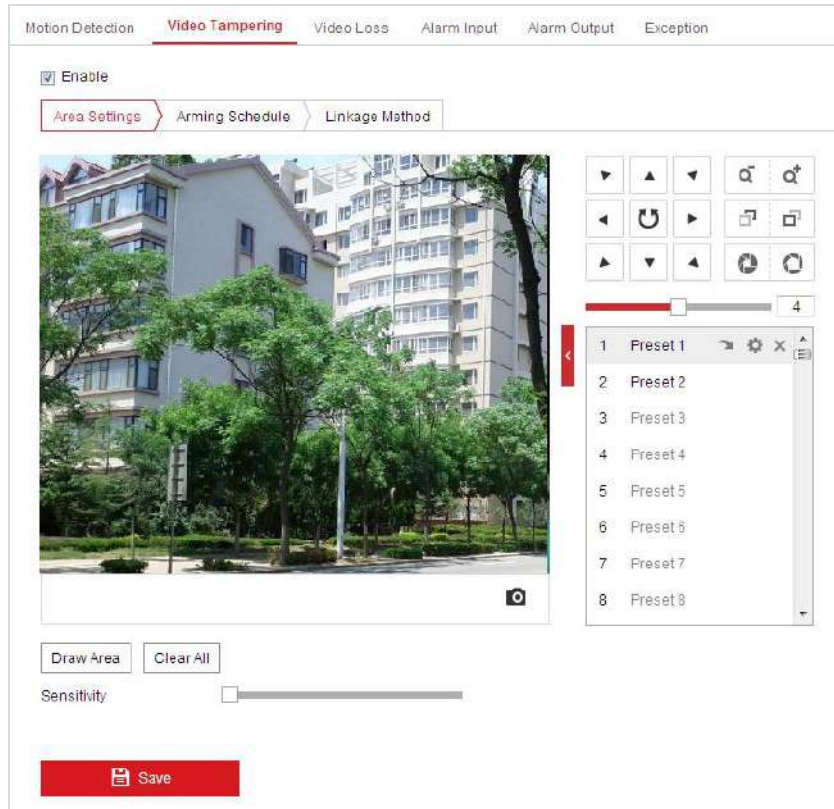 Motion Detection Video Tampering Video Loss Alarm Input Alarm Output Exception
Enable
Area Settings Arming Schedule Linkage Method
4
1 Preset 1
2 Preset 2
3 Preset 3
4 Preset 4
5 Preset 5
6 Preset 6
7 Preset 7
8 Preset 8
Draw Area Clear All
Sensitivity
Save